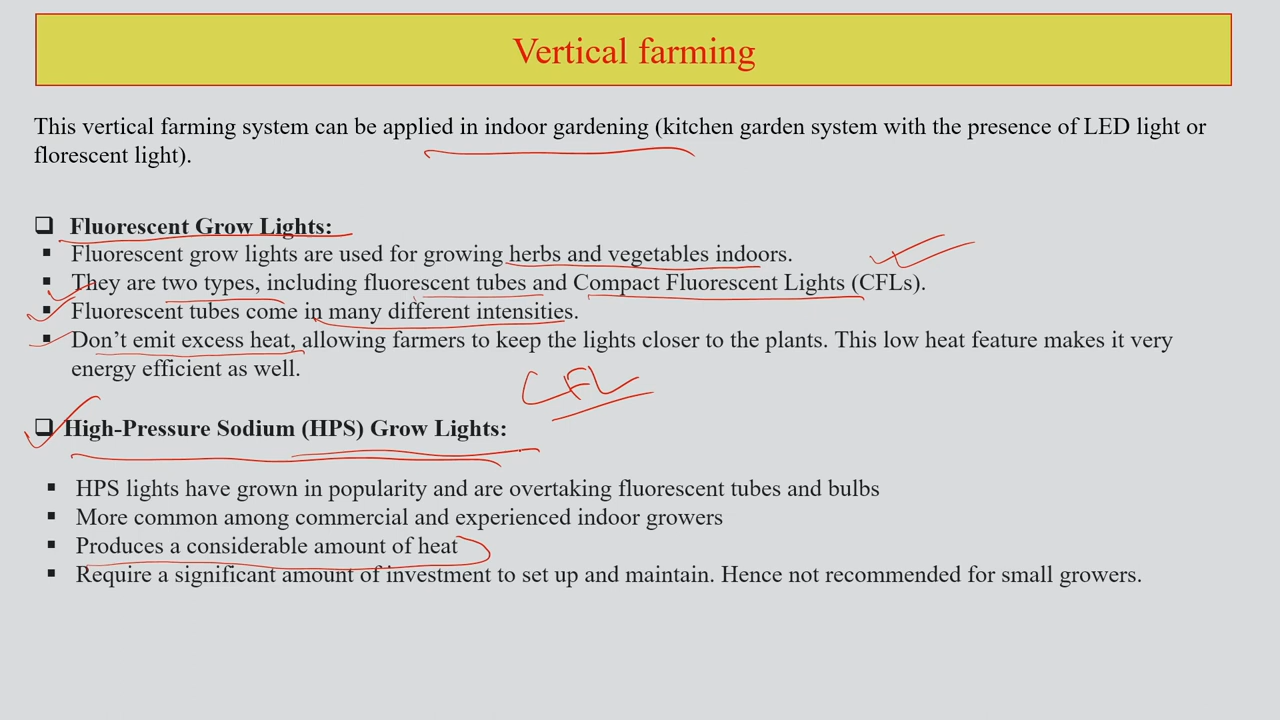 Vertical farming
This vertical farming system can be applied in indoor gardening (kitchen garden system with the presence of LED light or
florescent light).
❑ Fluorescent Grow Lights:
▪ Fluorescent grow lights are used for growing herbs and vegetables indoors.
▪ They are two types, including fluorescent tubes and Compact Fluorescent Lights (CFLs).
▪ Fluorescent tubes come in many different intensities.
▪ Don’t emit excess heat, allowing farmers to keep the lights closer to the plants. This low heat feature makes it very
energy efficient as well.
CFL
❑ High-Pressure Sodium (HPS) Grow Lights:
▪ HPS lights have grown in popularity and are overtaking fluorescent tubes and bulbs
▪ More common among commercial and experienced indoor growers
▪ Produces a considerable amount of heat
▪ Require a significant amount of investment to set up and maintain. Hence not recommended for small growers.